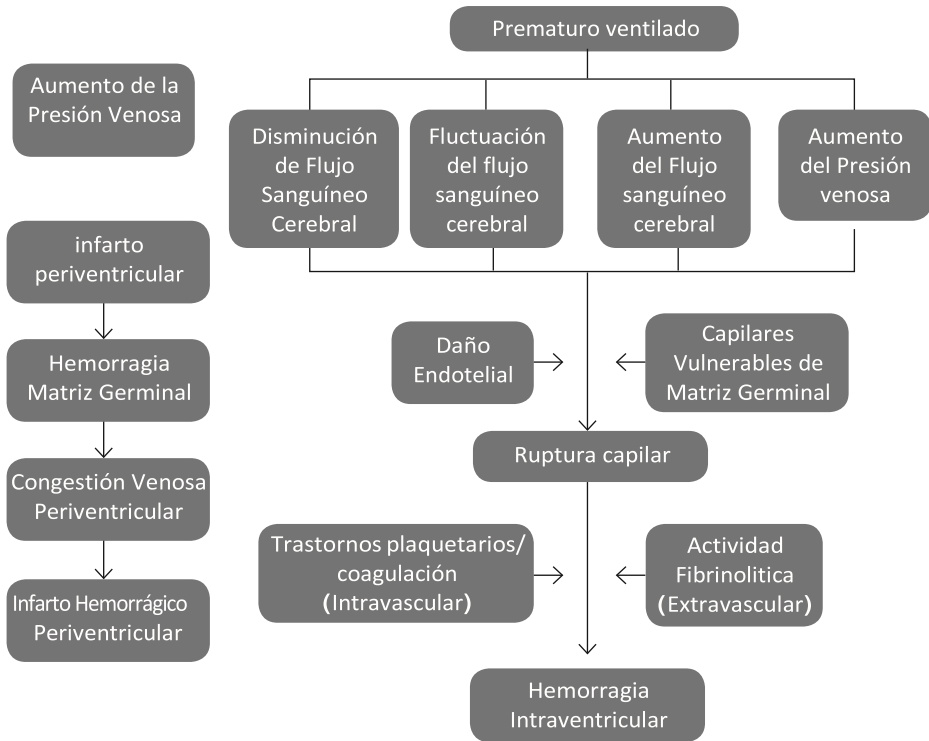 Prematuro ventilado
Aumento de la
Presión Venosa
Disminución
de Flujo
Sanguíneo
Cerebral
Fluctuación
del flujo
sanguíneo
cerebral
Aumento
del Flujo
sanguíneo
cerebral
Aumento
del Presión
venosa
infarto
periventricular
Hemorragia
Matriz Germinal
Congestión Venosa
Periventricular
Infarto Hemorrágico
Periventricular
Daño
Endotelial
Capilares
Vulnerables de
Matriz Germinal
Ruptura capilar
Trastornos plaquetarios/
coagulación
(Intravascular)
Actividad
Fibrinolitica
(Extravascular)
Hemorragia
Intraventricular